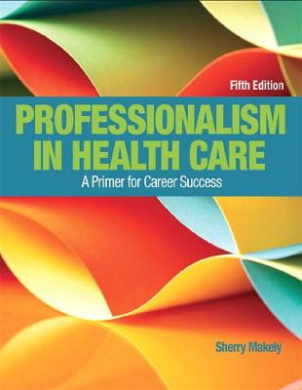 Fifth Edition
PROFESSIONALISM
IN HEALTH CARE
A Primer for Career Success
Sherry Makely